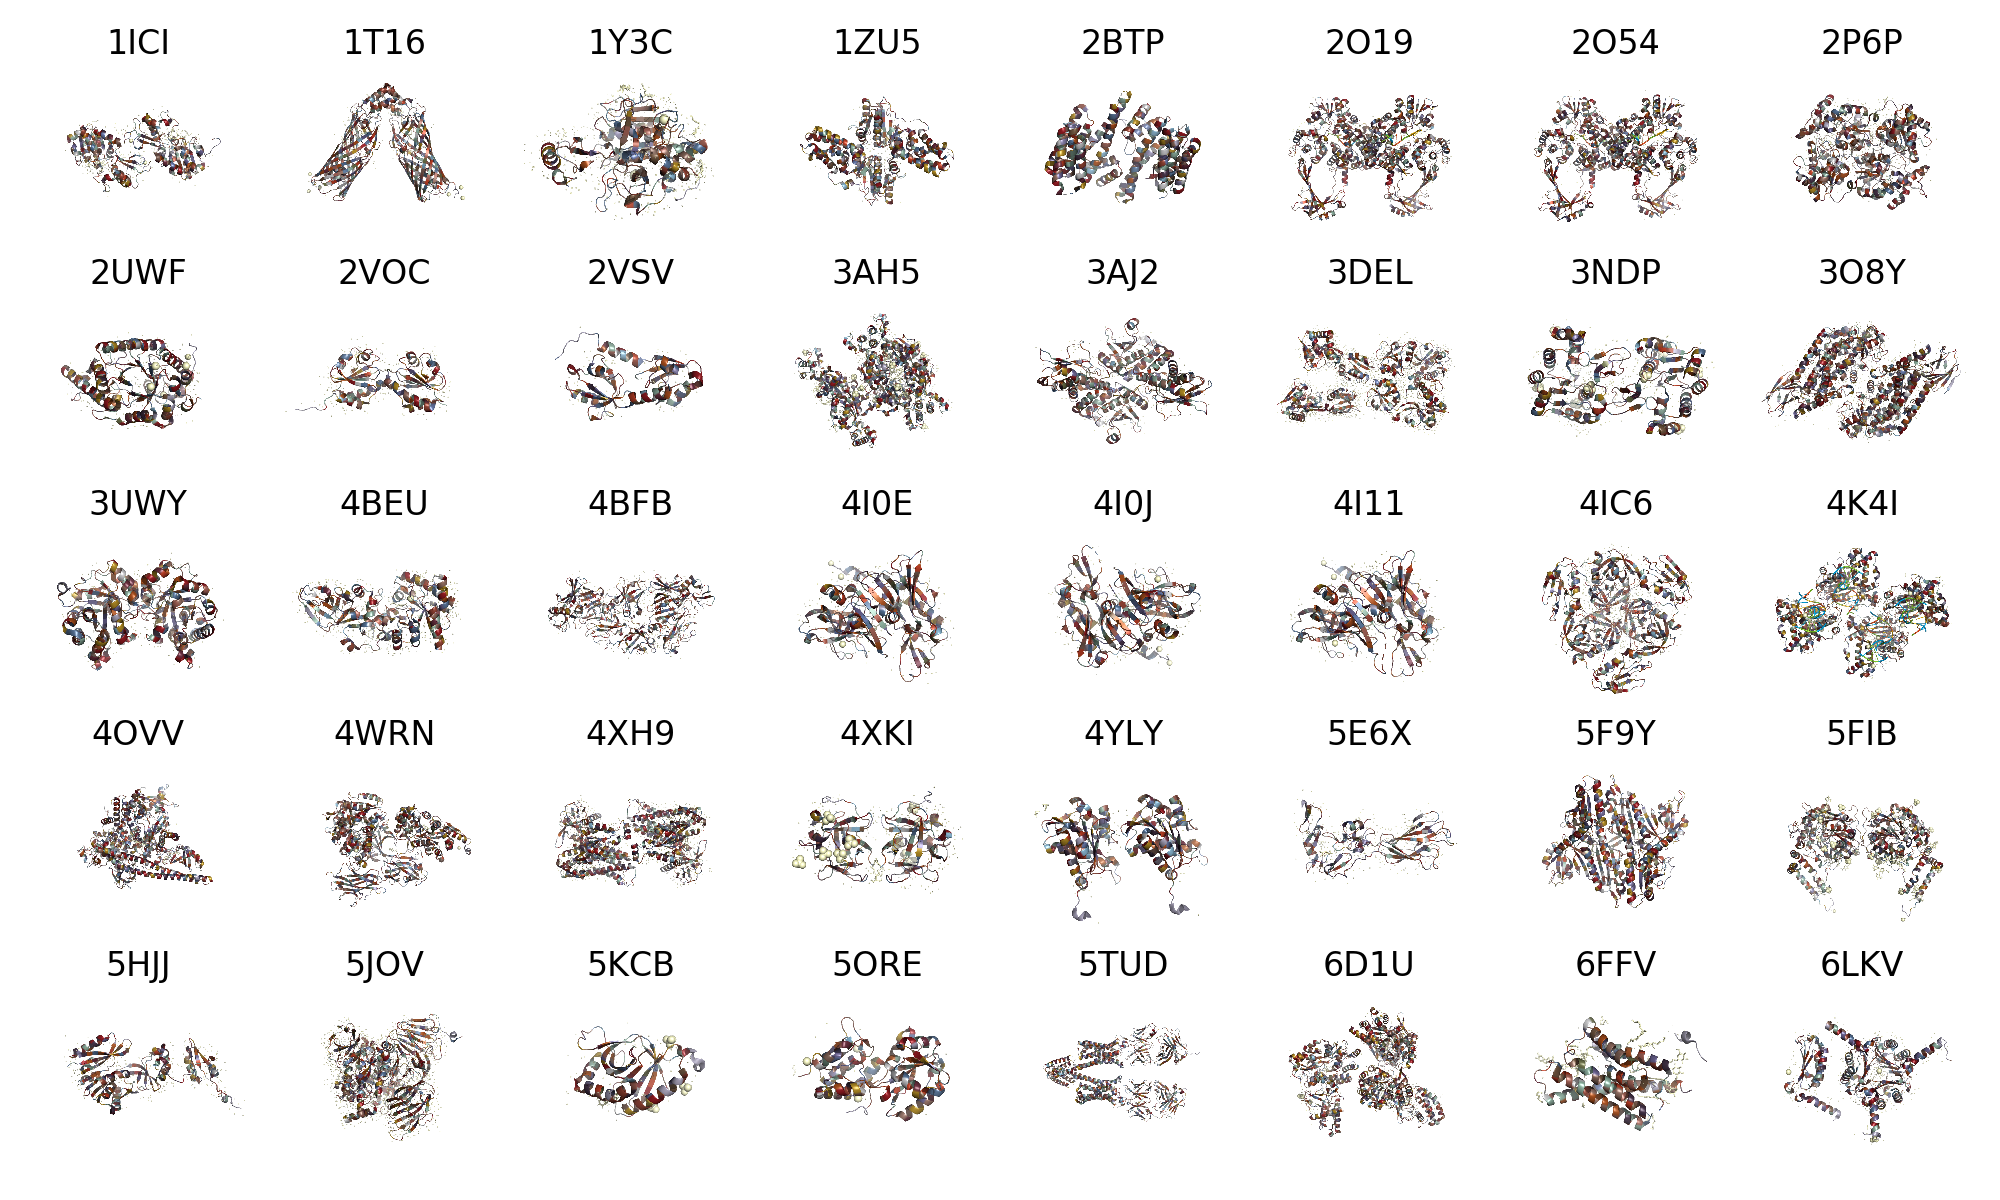 1ICI 1T16 1Y3C 1ZU5 2BTP 2O19 2O54 2P6P
2UWF 2VOC 2VSV 3AH5 3AJ2 3DEL 3NDP 3O8Y
3UWY 4BEU 4BFB 4I0E 4I0J 4I11 4IC6 4K4I
4OVV 4WRN 4XH9 4XKI 4YLY 5E6X 5F9Y 5FIB
5HJJ 5JOV 5KCB 5ORE 5TUD 6D1U 6FFV 6LKV